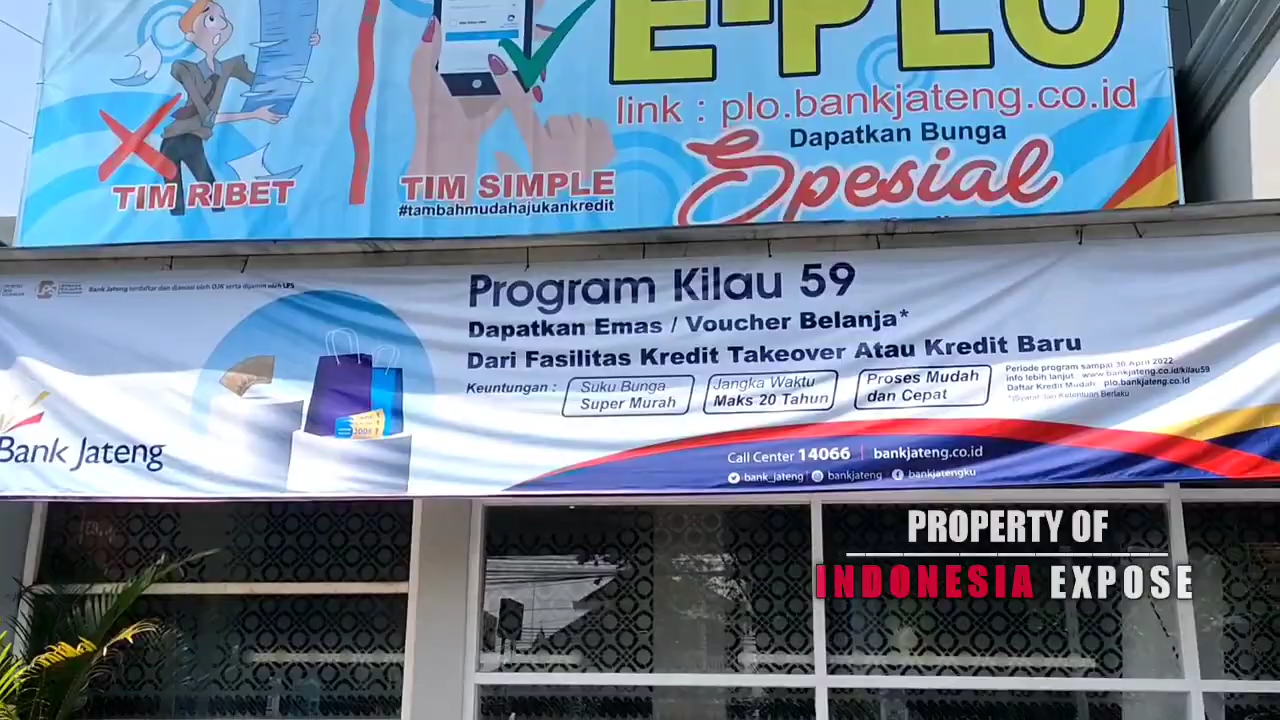 E-PLO
link : plo.bankjateng.co.id
Dapatkan Bunga
Spesial
TIM RIBET
TIM SIMPLE
#tambahmudahajukankredit
Bank Jateng terdaftar dan diawasi oleh OJK serta dijamin oleh LPS
Program Kilau 59
Dapatkan Emas / Voucher Belanja*
Dari Fasilitas Kredit Takeover Atau Kredit Baru
Keuntungan :
Suku Bunga
Super Murah
Jangka Waktu
Maks 20 Tahun
Proses Mudah
dan Cepat
Periode program sampai 30 April 2022
info lebih lanjut www.bankjateng.co.id/kilau59
Daftar Kredit Mudah plo.bankjateng.co.id
*)Syarat dan Ketentuan Berlaku
Bank Jateng
Call Center 14066 | bankjateng.co.id
bank_jateng | bankjateng bankjatengku
PROPERTY OF
INDONESIA EXPOSE